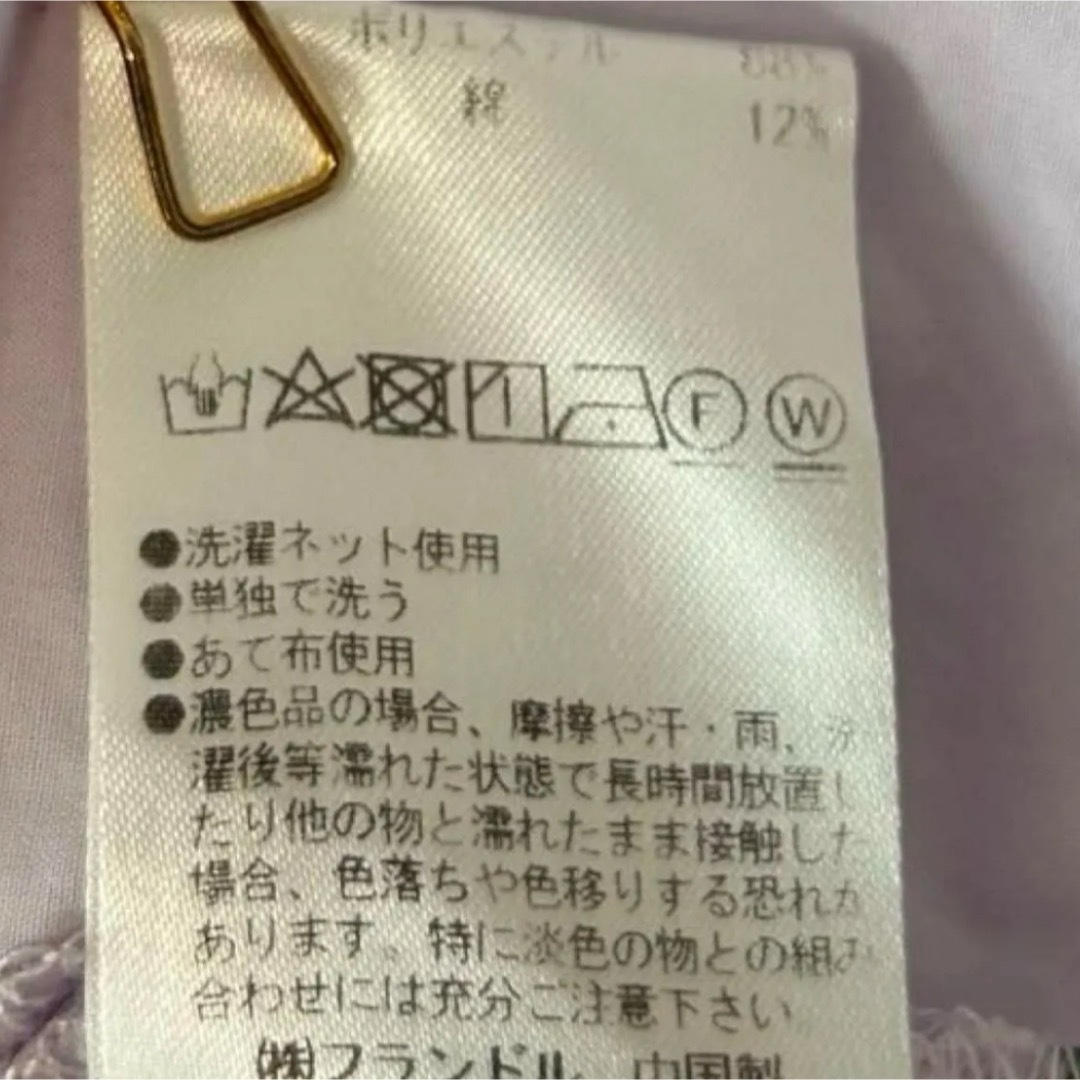 ポリエステル 88%
綿 12%
F W
●洗濯ネット使用
●単独で洗う
●あて布使用
●濃色品の場合、摩擦や汗・雨、
濯後等濡れた状態で長時間放置し
たり他の物と濡れたまま接触した
場合、色落ちや色移りする恐れが
あります。特に淡色の物との組み
合わせには充分ご注意下さい
㈱フランドル 中国製